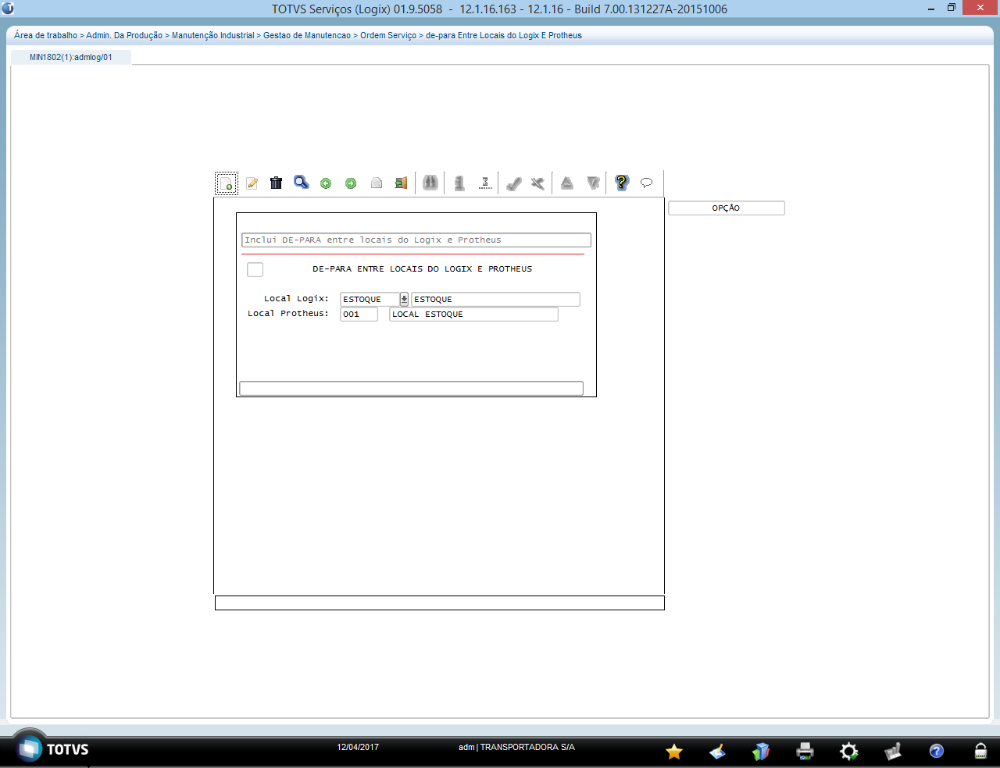 TOTVS Serviços (Logix) 01.9.5058  -  12.1.16.163 - 12.1.16 - Build 7.00.131227A-20151006
Área de trabalho > Admin. Da Produção > Manutenção Industrial > Gestao de Manutencao > Ordem Serviço > de-para Entre Locais do Logix E Protheus
MIN1802(1):admlog/01
OPÇÃO
Inclui DE-PARA entre locais do Logix e Protheus
DE-PARA ENTRE LOCAIS DO LOGIX E PROTHEUS
Local Logix: ESTOQUE ESTOQUE
Local Protheus: 001 LOCAL ESTOQUE
TOTVS 12/04/2017 adm | TRANSPORTADORA S/A